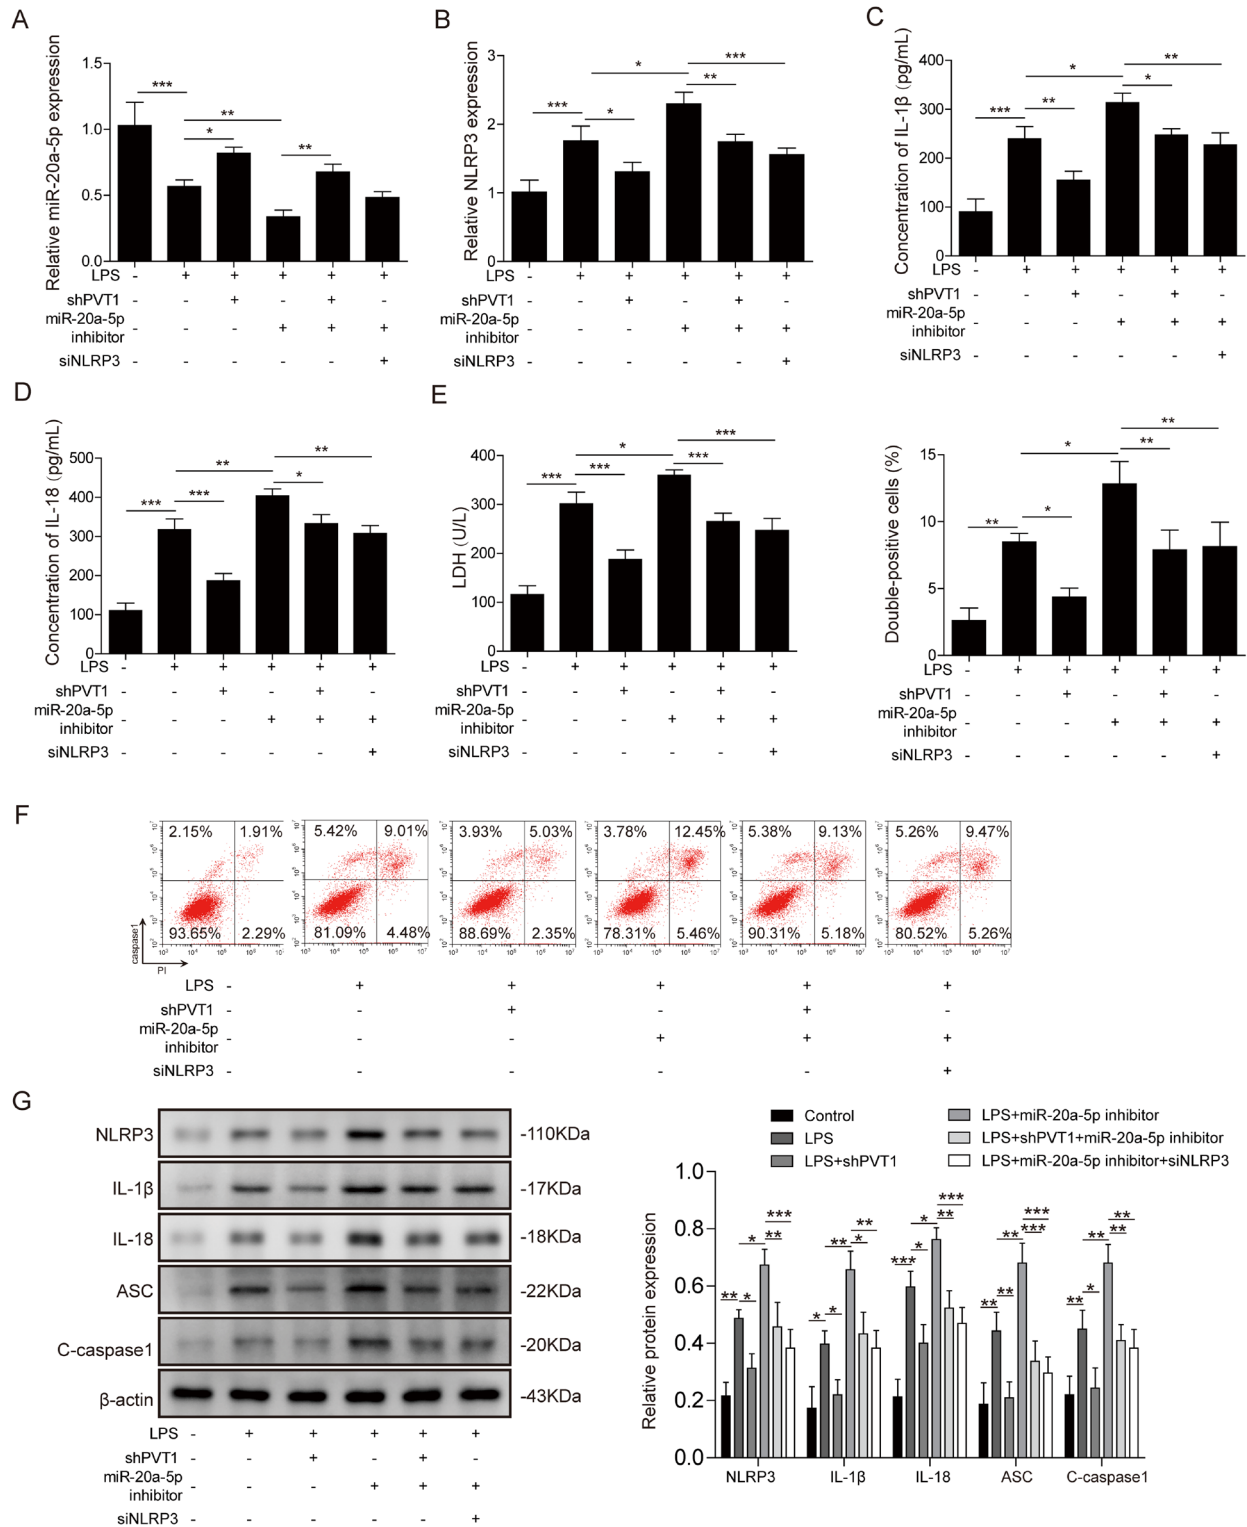 A
Relative miR-20a-5p expression
1.5
1.0
0.5
0.0
***
**
*
**
LPS - + + + + +
shPVT1 - - + - + -
miR-20a-5p
inhibitor - - - + + +
siNLRP3 - - - - - +
B
Relative NLRP3 expression
3
2
1
0
***
*
**
*
***
LPS - + + + + +
shPVT1 - - + - + -
miR-20a-5p
inhibitor - - - + + +
siNLRP3 - - - - - +
C
Concentration of IL-1β (pg/mL)
400
300
200
100
0
**
*
*
***
**
LPS - + + + + +
shPVT1 - - + - + -
miR-20a-5p
inhibitor - - - + + +
siNLRP3 - - - - - +
D
Concentration of IL-18 (pg/mL)
500
400
300
200
100
0
**
**
*
***
***
LPS - + + + + +
shPVT1 - - + - + -
miR-20a-5p
inhibitor - - - + + +
siNLRP3 - - - - - +
E
LDH (U/L)
400
300
200
100
0
***
*
***
***
***
LPS - + + + + +
shPVT1 - - + - + -
miR-20a-5p
inhibitor - - - + + +
siNLRP3 - - - - - +
Double-positive cells (%)
15
10
5
0
**
*
**
*
**
LPS - + + + + +
shPVT1 - - + - + -
miR-20a-5p
inhibitor - - - + + +
siNLRP3 - - - - - +
F
2.15% 1.91% 5.42% 9.01% 3.93% 5.03% 3.78% 12.45% 5.38% 9.13% 5.26% 9.47%
93.65% 2.29% 81.09% 4.48% 88.69% 2.35% 78.31% 5.46% 90.31% 5.18% 80.52% 5.26%
caspase1
PI
LPS - + + + + +
shPVT1 - - + - + -
miR-20a-5p
inhibitor - - - + + +
siNLRP3 - - - - - +
G
NLRP3 -110KDa
IL-1β -17KDa
IL-18 -18KDa
ASC -22KDa
C-caspase1 -20KDa
β-actin -43KDa
LPS - + + + + +
shPVT1 - - + - + -
miR-20a-5p
inhibitor - - - + + +
siNLRP3 - - - - - +
Control
LPS
LPS+shPVT1
LPS+miR-20a-5p inhibitor
LPS+shPVT1+miR-20a-5p inhibitor
LPS+miR-20a-5p inhibitor+siNLRP3
Relative protein expression
1.0
0.8
0.6
0.4
0.2
0.0
** * * *** **
* * ** ** *
*** * * *** **
** ** ** *** ***
** * ** ** **
NLRP3 IL-1β IL-18 ASC C-caspase1